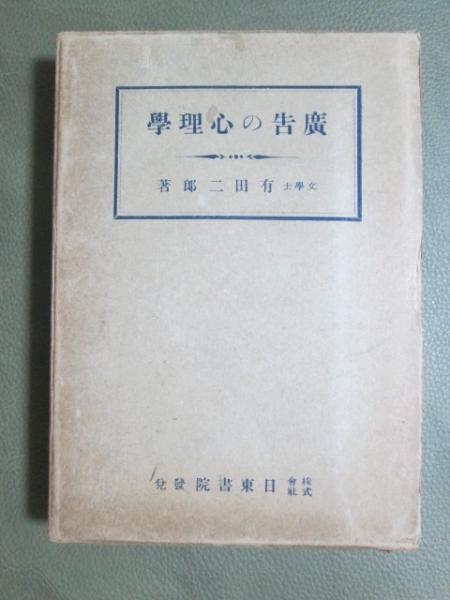 廣告の心理學
文學士 有田二郎著
株式會社 日東書院發兌